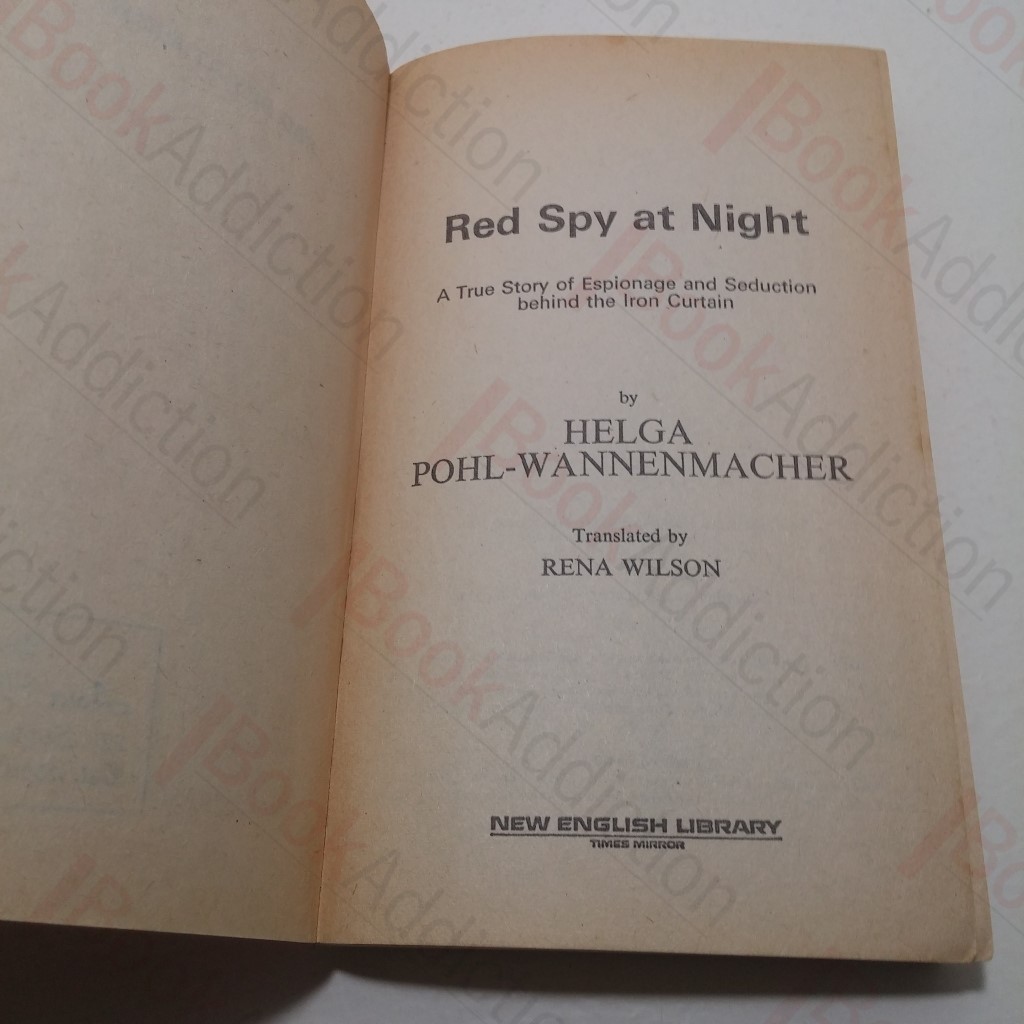 Red Spy at Night
A True Story of Espionage and Seduction
behind the Iron Curtain
by
HELGA
POHL-WANNENMACHER
Translated by
RENA WILSON
NEW ENGLISH LIBRARY
TIMES MIRROR
BookAddiction